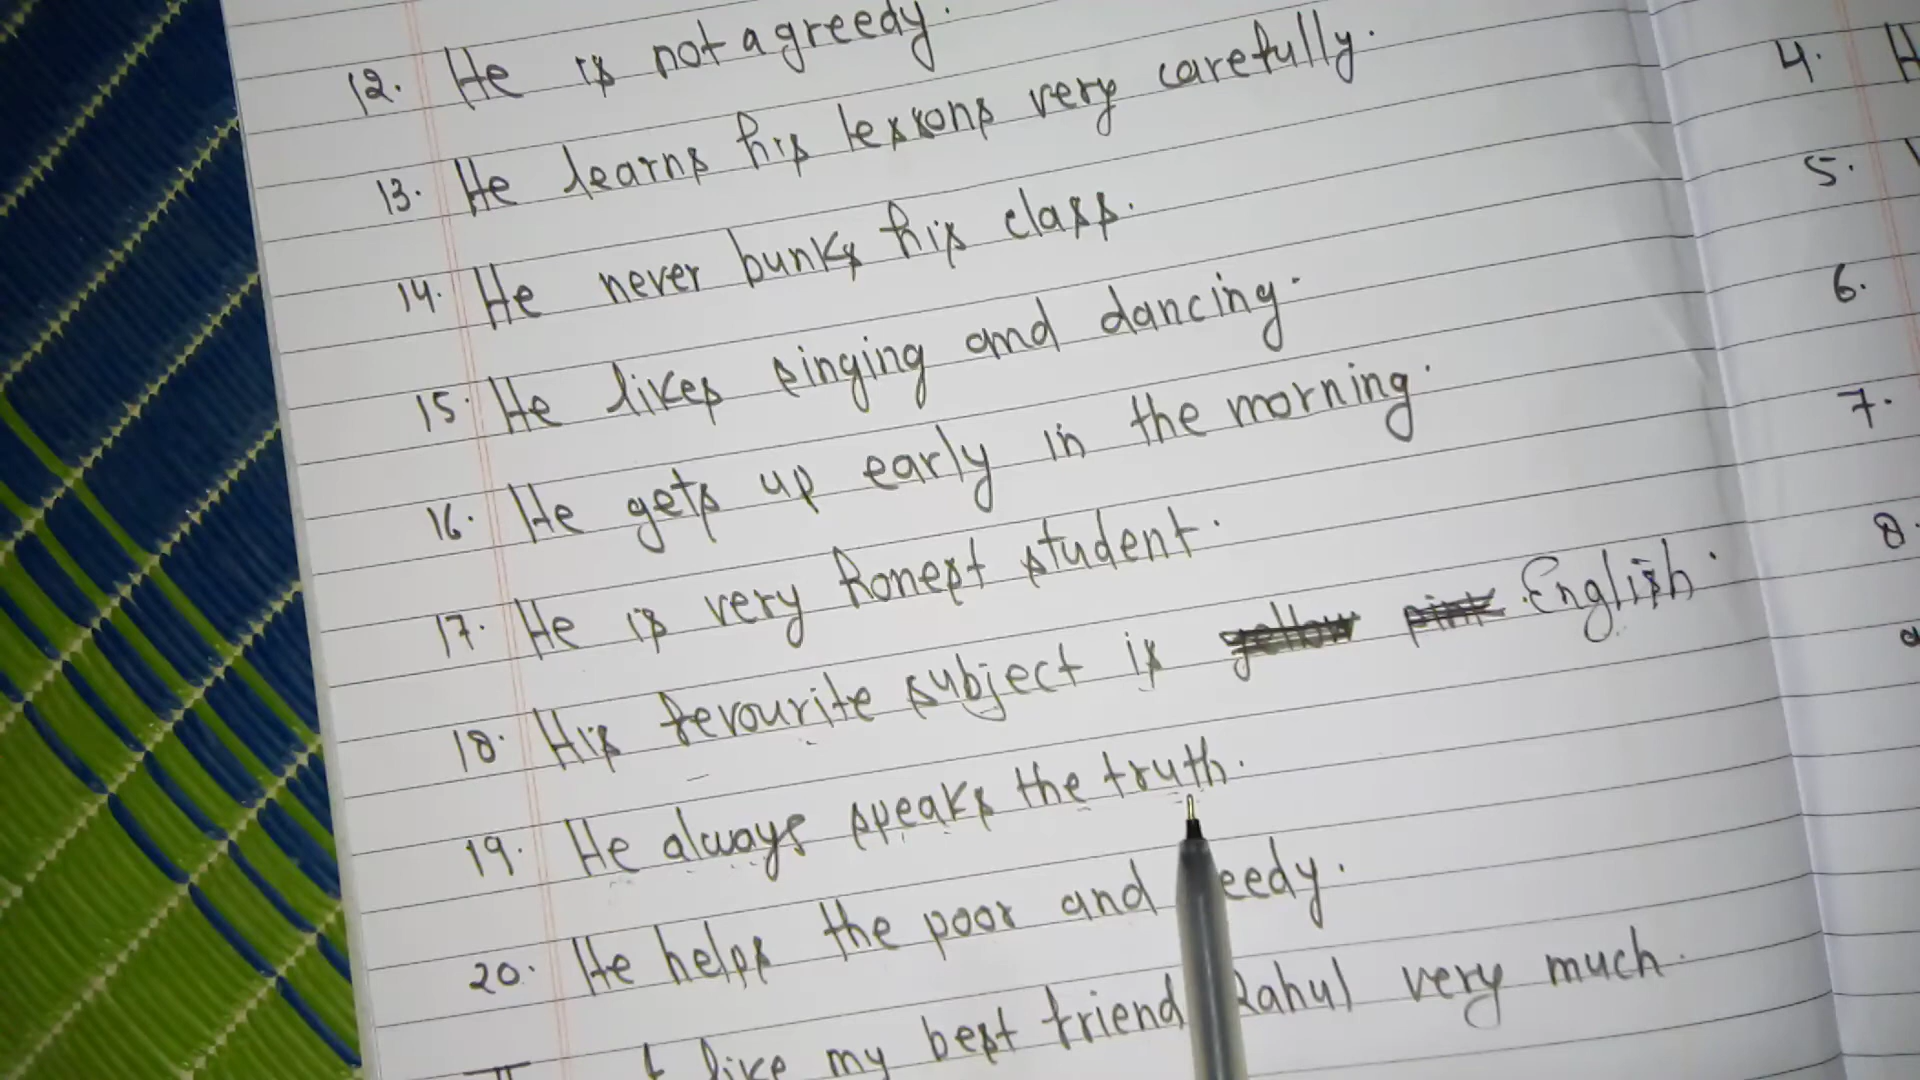 12. He is not a greedy.
13. He learns his lessons very carefully.
14. He never bunks his class.
15. He likes singing and dancing.
16. He gets up early in the morning.
17. He is very honest student.
18. His fevourite subject is yellow pink English.
19. He always speaks the truth.
20. He helps the poor and eedy.
I like my best friend Rahul very much.
4. H
5.
6.
7.
8.